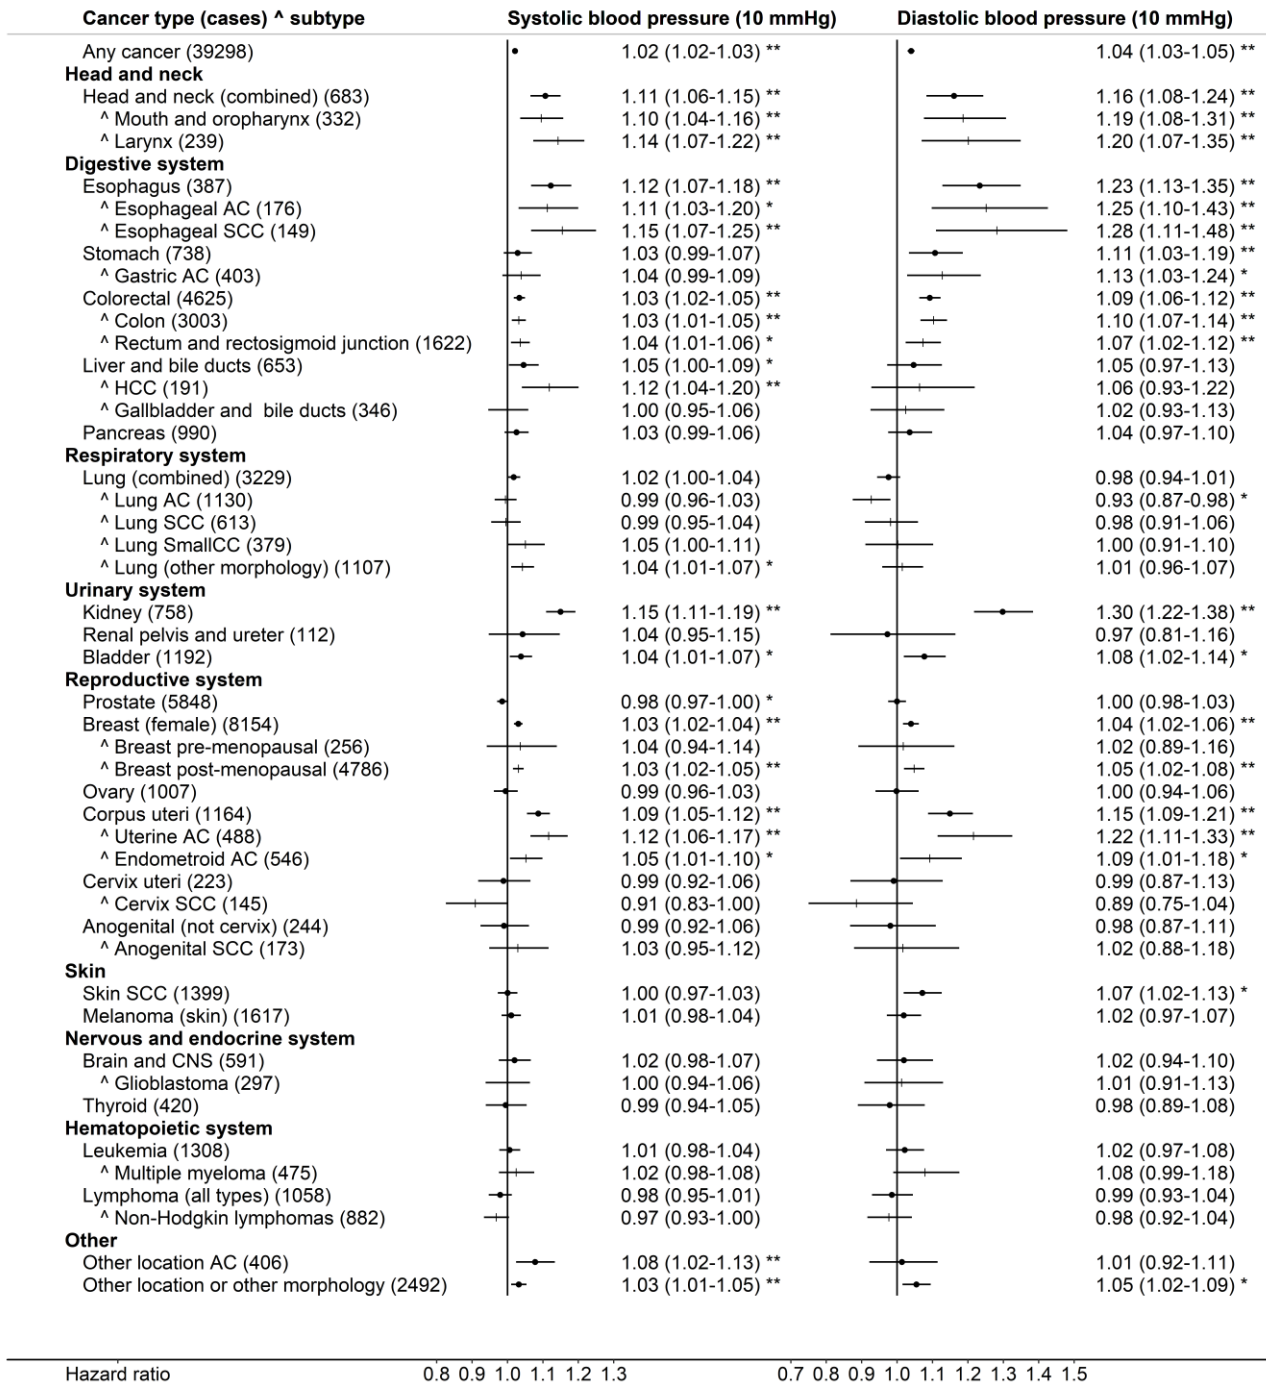 Cancer type (cases) ^ subtype Systolic blood pressure (10 mmHg) Diastolic blood pressure (10 mmHg)
Any cancer (39298) 1.02 (1.02-1.03) ** 1.04 (1.03-1.05) **
Head and neck
Head and neck (combined) (683) 1.11 (1.06-1.15) ** 1.16 (1.08-1.24) **
^ Mouth and oropharynx (332) 1.10 (1.04-1.16) ** 1.19 (1.08-1.31) **
^ Larynx (239) 1.14 (1.07-1.22) ** 1.20 (1.07-1.35) **
Digestive system
Esophagus (387) 1.12 (1.07-1.18) ** 1.23 (1.13-1.35) **
^ Esophageal AC (176) 1.11 (1.03-1.20) * 1.25 (1.10-1.43) **
^ Esophageal SCC (149) 1.15 (1.07-1.25) ** 1.28 (1.11-1.48) **
Stomach (738) 1.03 (0.99-1.07) 1.11 (1.03-1.19) **
^ Gastric AC (403) 1.04 (0.99-1.09) 1.13 (1.03-1.24) *
Colorectal (4625) 1.03 (1.02-1.05) ** 1.09 (1.06-1.12) **
^ Colon (3003) 1.03 (1.01-1.05) ** 1.10 (1.07-1.14) **
^ Rectum and rectosigmoid junction (1622) 1.04 (1.01-1.06) * 1.07 (1.02-1.12) **
Liver and bile ducts (653) 1.05 (1.00-1.09) * 1.05 (0.97-1.13)
^ HCC (191) 1.12 (1.04-1.20) ** 1.06 (0.93-1.22)
^ Gallbladder and bile ducts (346) 1.00 (0.95-1.06) 1.02 (0.93-1.13)
Pancreas (990) 1.03 (0.99-1.06) 1.04 (0.97-1.10)
Respiratory system
Lung (combined) (3229) 1.02 (1.00-1.04) 0.98 (0.94-1.01)
^ Lung AC (1130) 0.99 (0.96-1.03) 0.93 (0.87-0.98) *
^ Lung SCC (613) 0.99 (0.95-1.04) 0.98 (0.91-1.06)
^ Lung SmallCC (379) 1.05 (1.00-1.11) 1.00 (0.91-1.10)
^ Lung (other morphology) (1107) 1.04 (1.01-1.07) * 1.01 (0.96-1.07)
Urinary system
Kidney (758) 1.15 (1.11-1.19) ** 1.30 (1.22-1.38) **
Renal pelvis and ureter (112) 1.04 (0.95-1.15) 0.97 (0.81-1.16)
Bladder (1192) 1.04 (1.01-1.07) * 1.08 (1.02-1.14) *
Reproductive system
Prostate (5848) 0.98 (0.97-1.00) * 1.00 (0.98-1.03)
Breast (female) (8154) 1.03 (1.02-1.04) ** 1.04 (1.02-1.06) **
^ Breast pre-menopausal (256) 1.04 (0.94-1.14) 1.02 (0.89-1.16)
^ Breast post-menopausal (4786) 1.03 (1.02-1.05) ** 1.05 (1.02-1.08) **
Ovary (1007) 0.99 (0.96-1.03) 1.00 (0.94-1.06)
Corpus uteri (1164) 1.09 (1.05-1.12) ** 1.15 (1.09-1.21) **
^ Uterine AC (488) 1.12 (1.06-1.17) ** 1.22 (1.11-1.33) **
^ Endometroid AC (546) 1.05 (1.01-1.10) * 1.09 (1.01-1.18) *
Cervix uteri (223) 0.99 (0.92-1.06) 0.99 (0.87-1.13)
^ Cervix SCC (145) 0.91 (0.83-1.00) 0.89 (0.75-1.04)
Anogenital (not cervix) (244) 0.99 (0.92-1.06) 0.98 (0.87-1.11)
^ Anogenital SCC (173) 1.03 (0.95-1.12) 1.02 (0.88-1.18)
Skin
Skin SCC (1399) 1.00 (0.97-1.03) 1.07 (1.02-1.13) *
Melanoma (skin) (1617) 1.01 (0.98-1.04) 1.02 (0.97-1.07)
Nervous and endocrine system
Brain and CNS (591) 1.02 (0.98-1.07) 1.02 (0.94-1.10)
^ Glioblastoma (297) 1.00 (0.94-1.06) 1.01 (0.91-1.13)
Thyroid (420) 0.99 (0.94-1.05) 0.98 (0.89-1.08)
Hematopoietic system
Leukemia (1308) 1.01 (0.98-1.04) 1.02 (0.97-1.08)
^ Multiple myeloma (475) 1.02 (0.98-1.08) 1.08 (0.99-1.18)
Lymphoma (all types) (1058) 0.98 (0.95-1.01) 0.99 (0.93-1.04)
^ Non-Hodgkin lymphomas (882) 0.97 (0.93-1.00) 0.98 (0.92-1.04)
Other
Other location AC (406) 1.08 (1.02-1.13) ** 1.01 (0.92-1.11)
Other location or other morphology (2492) 1.03 (1.01-1.05) ** 1.05 (1.02-1.09) *
Hazard ratio 0.8 0.9 1.0 1.1 1.2 1.3 0.7 0.8 0.9 1.0 1.1 1.2 1.3 1.4 1.5